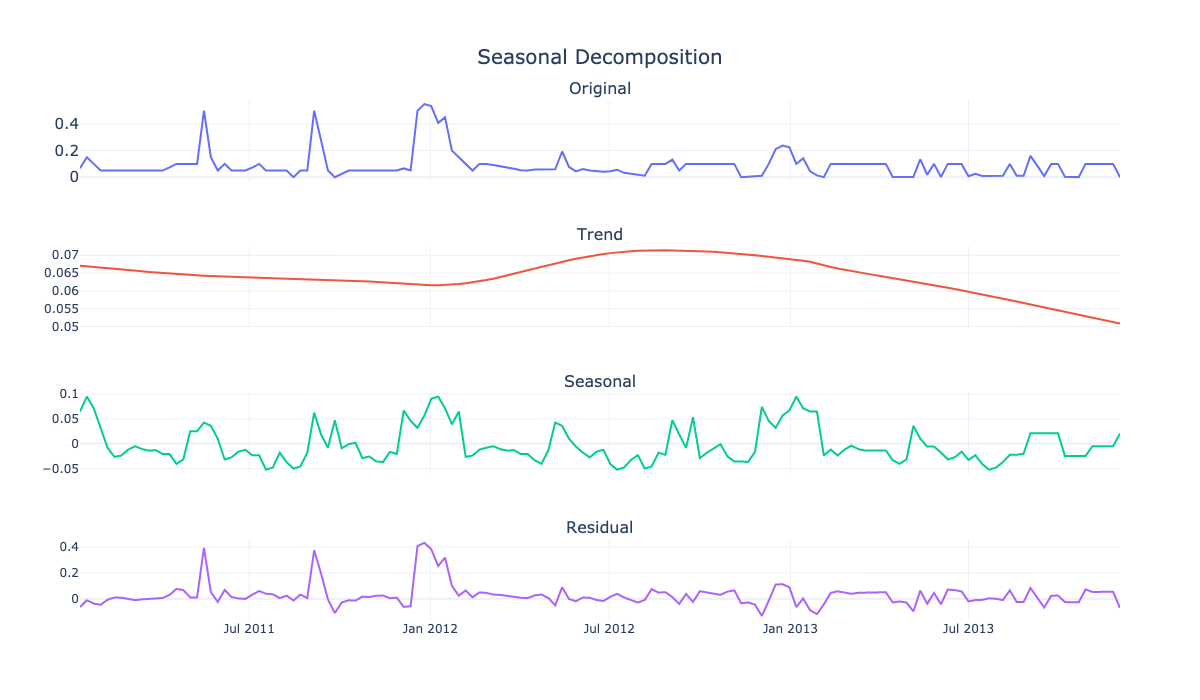 Seasonal Decomposition
Original
0.4
0.2
0
Trend
0.07
0.065
0.06
0.055
0.05
Seasonal
0.1
0.05
0
−0.05
Residual
0.4
0.2
0
Jul 2011 Jan 2012 Jul 2012 Jan 2013 Jul 2013